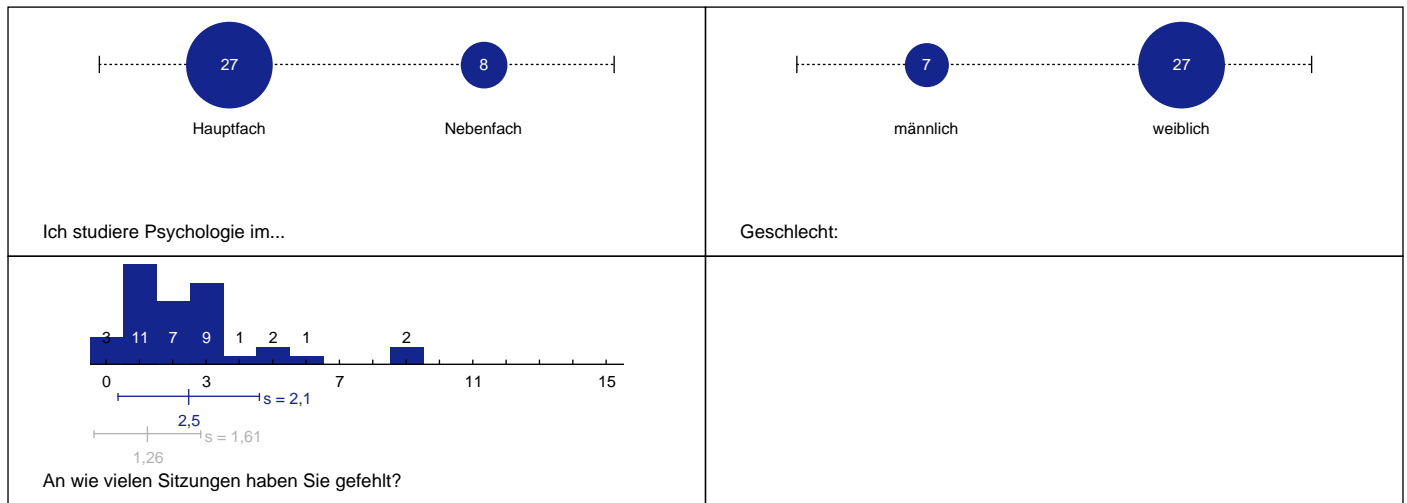 27 8
Hauptfach Nebenfach
Ich studiere Psychologie im...
7 27
männlich weiblich
Geschlecht:
3 11 7 9 1 2 1 2
0 3 7 11 15
s = 2,1
2,5
s = 1,61
1,26
An wie vielen Sitzungen haben Sie gefehlt?